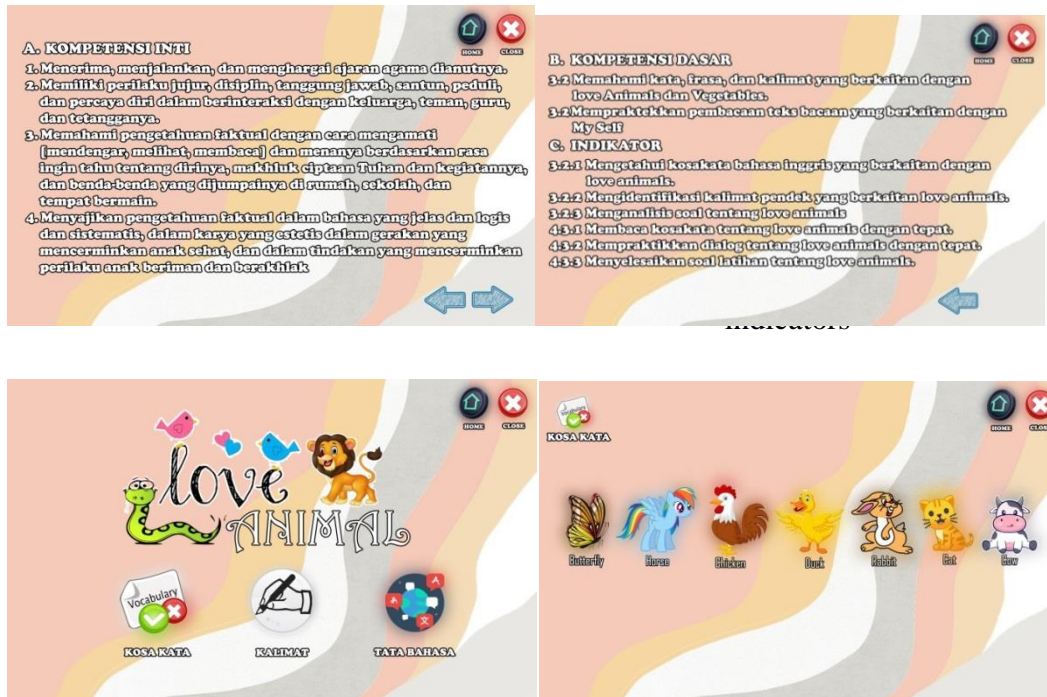 A. KOMPETENSI INTI
HOME
CLOSE
1. Menerima, menjalankan, dan menghargai ajaran agama dianutnya.
2. Memiliki perilaku jujur, disiplin, tanggung jawab, santun, peduli,
dan percaya diri dalam berinteraksi dengan keluarga, teman, guru,
dan tetangganya.
3. Memahami pengetahuan faktual dengan cara mengamati
[mendengar, melihat, membaca] dan menanya berdasarkan rasa
ingin tahu tentang dirinya, makhluk ciptaan Tuhan dan kegiatannya,
dan benda-benda yang dijumpainya di rumah, sekolah, dan
tempat bermain.
4. Menyajikan pengetahuan faktual dalam bahasa yang jelas dan logis
dan sistematis, dalam karya yang estetis dalam gerakan yang
mencerminkan anak sehat, dan dalam tindakan yang mencerminkan
perilaku anak beriman dan berakhlak
HOME
CLOSE
B. KOMPETENSI DASAR
3.2 Memahami kata, frasa, dan kalimat yang berkaitan dengan
love Animals dan Vegetables.
3.2 Mempraktekkan pembacaan teks bacaan yang berkaitan dengan
My Self
C. INDIKATOR
3.2.1 Mengetahui kosakata bahasa inggris yang berkaitan dengan
love animals.
3.2.2 Mengidentifikasi kalimat pendek yang berkaitan love animals.
3.2.3 Menganalisis soal tentang love animals
4.3.1 Membaca kosakata tentang love animals dengan tepat.
4.3.2 Mempraktikkan dialog tentang love animals dengan tepat.
4.3.3 Menyelesaikan soal latihan tentang love animals.
indicators
HOME
CLOSE
love
ANIMAL
Vocabulary
KOSA KATA
KALIMAT
TATA BAHASA
Vocabulary
KOSA KATA
HOME
CLOSE
Butterfly
Horse
Chicken
Duck
Rabbit
Cat
Cow